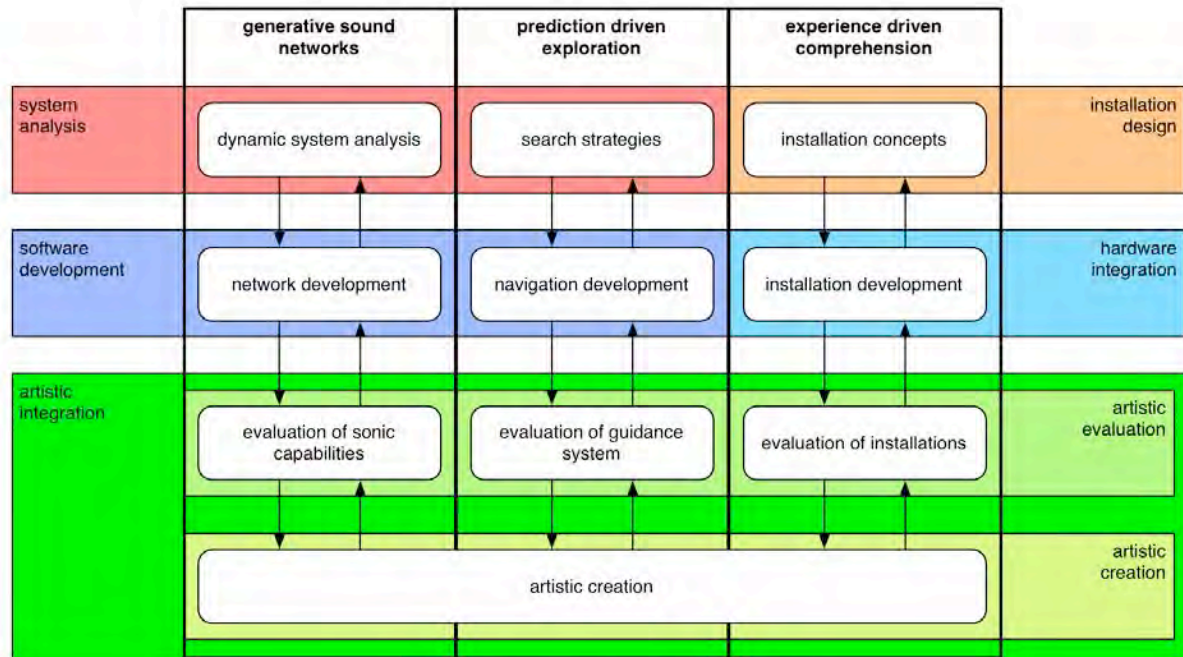 generative sound
networks
prediction driven
exploration
experience driven
comprehension
system
analysis
dynamic system analysis
search strategies
installation concepts
installation
design
software
development
network development
navigation development
installation development
hardware
integration
artistic
integration
evaluation of sonic
capabilities
evaluation of guidance
system
evaluation of installations
artistic
evaluation
artistic creation
artistic
creation